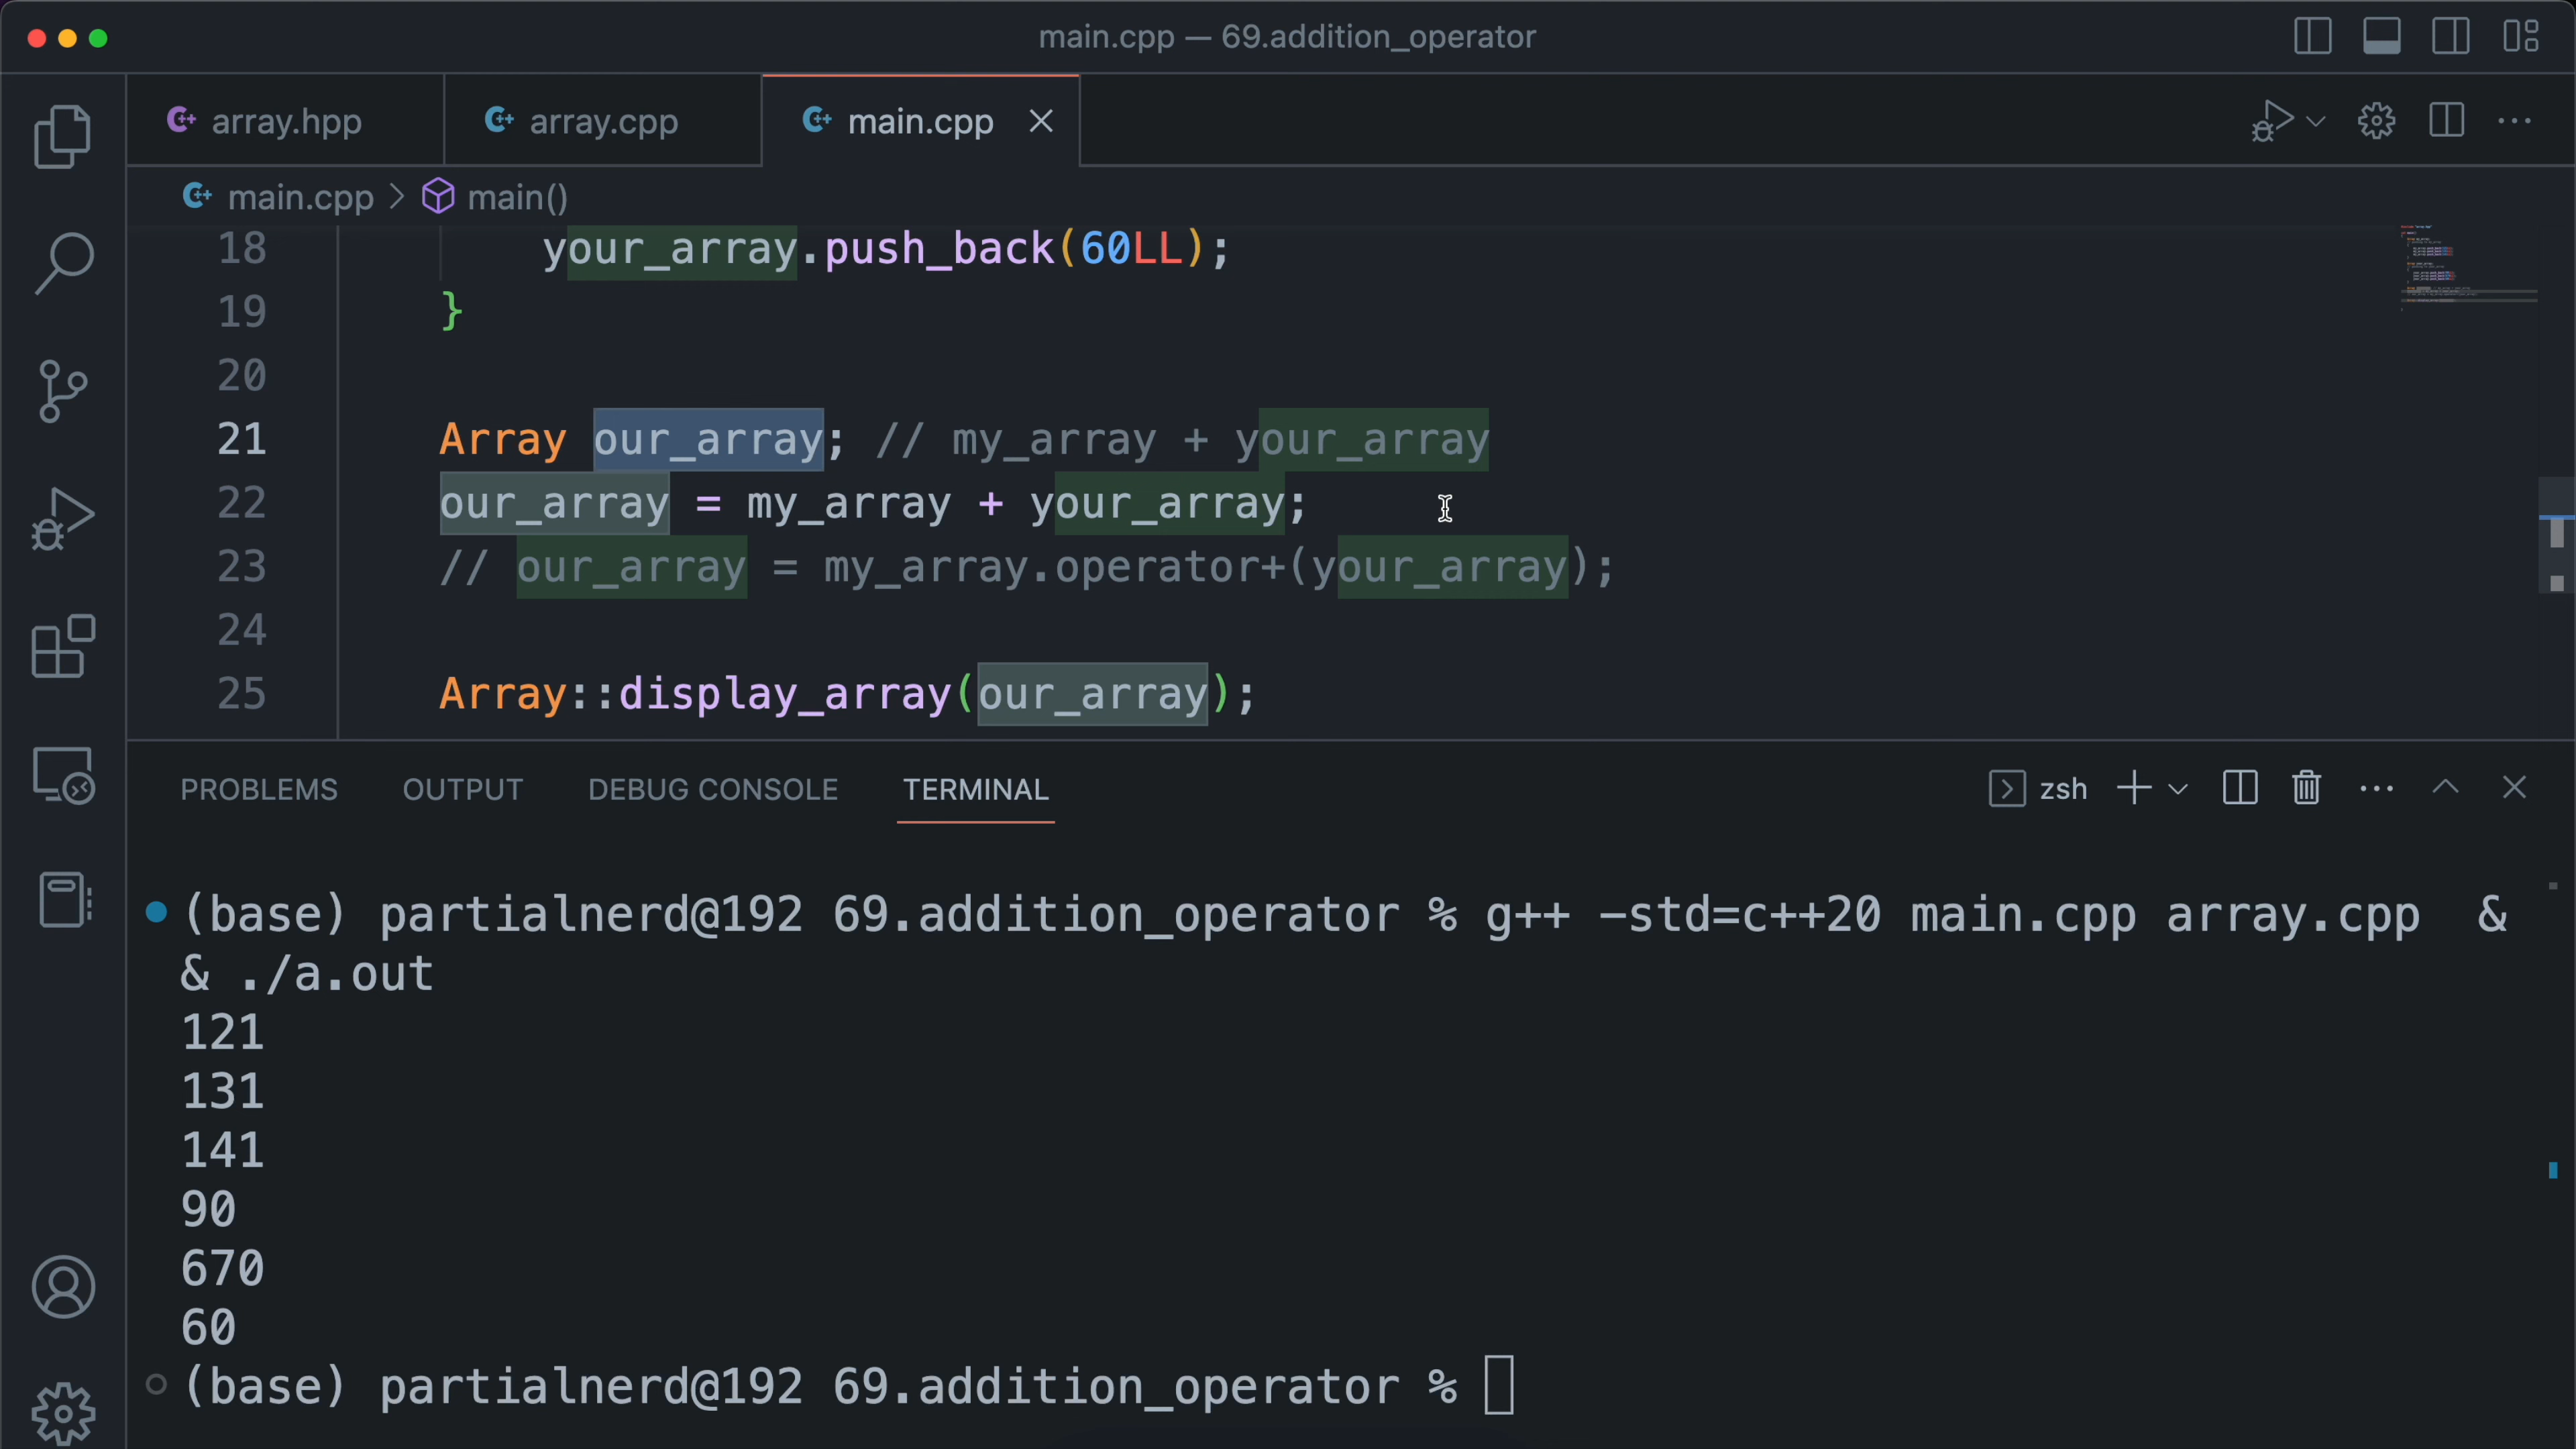 main.cpp — 69.addition_operator
array.hpp
array.cpp
main.cpp
main.cpp > main()
18 your_array.push_back(60LL);
19 }
20
21 Array our_array; // my_array + your_array
22 our_array = my_array + your_array;
23 // our_array = my_array.operator+(your_array);
24
25 Array::display_array(our_array);
PROBLEMS OUTPUT DEBUG CONSOLE TERMINAL zsh
(base) partialnerd@192 69.addition_operator % g++ -std=c++20 main.cpp array.cpp &
& ./a.out
121
131
141
90
670
60
(base) partialnerd@192 69.addition_operator %